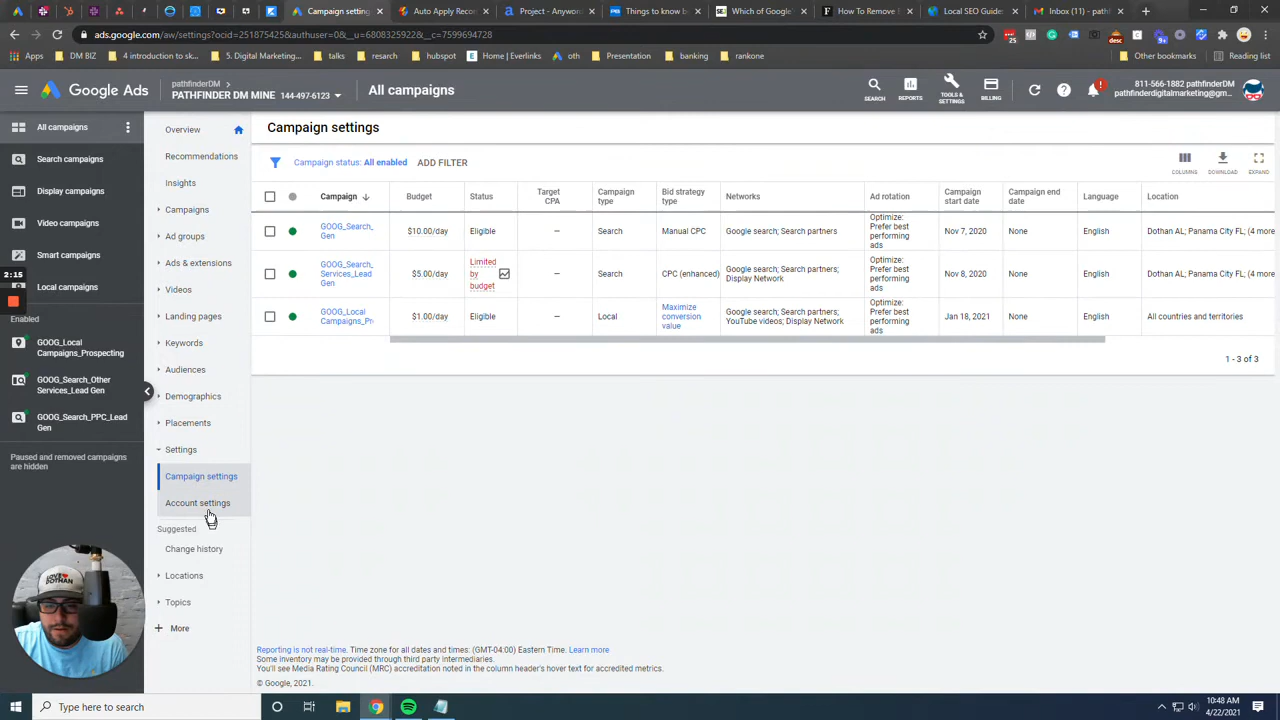 Campaign setting
Auto Apply Reco
Project - Anywor
Things to know b
Which of Google'
How To Remove I
Local SEO Guide
Inbox (11) - path
ads.google.com/aw/settings?ocid=251875425&authuser=0&__u=6808325922&__c=7599694728
Apps
DM BIZ
4 introduction to sk...
5. Digital Marketing...
talks
resarch
hubspot
Home | Everlinks
oth
Presentation
banking
rankone
Other bookmarks
Reading list
Google Ads
pathfinderDM
PATHFINDER DM MINE 144-497-6123
All campaigns
SEARCH
REPORTS
TOOLS &
SETTINGS
BILLING
811-566-1882 pathfinderDM
pathfinderdigitalmarketing@gm...
All campaigns
Search campaigns
Display campaigns
Video campaigns
Smart campaigns
Local campaigns
2:15
Enabled
GOOG_Local
Campaigns_Prospecting
GOOG_Search_Other
Services_Lead Gen
GOOG_Search_PPC_Lead
Gen
Paused and removed campaigns
are hidden
Overview
Recommendations
Insights
Campaigns
Ad groups
Ads & extensions
Videos
Landing pages
Keywords
Audiences
Demographics
Placements
Settings
Campaign settings
Account settings
Suggested
Change history
Locations
Topics
More
Campaign settings
Campaign status: All enabled
ADD FILTER
COLUMNS
DOWNLOAD
EXPAND
Campaign
Budget
Status
Target
CPA
Campaign
type
Bid strategy
type
Networks
Ad rotation
Campaign
start date
Campaign
end date
Language
Location
GOOG_Search_
Gen
$10.00/day
Eligible
—
Search
Manual CPC
Google search; Search partners
Optimize:
Prefer best
performing
ads
Nov 7, 2020
None
English
Dothan AL; Panama City FL; (4 more
GOOG_Search_
Services_Lead
Gen
$5.00/day
Limited
by
budget
—
Search
CPC (enhanced)
Google search; Search partners;
Display Network
Optimize:
Prefer best
performing
ads
Nov 8, 2020
None
English
Dothan AL; Panama City FL; (4 more
GOOG_Local
Campaigns_Pro
$1.00/day
Eligible
—
Local
Maximize
conversion
value
Google search; Search partners;
YouTube videos; Display Network
Optimize:
Prefer best
performing
ads
Jan 18, 2021
None
English
All countries and territories
1 - 3 of 3
LOVE
DOTHAN
Reporting is not real-time. Time zone for all dates and times: (GMT-04:00) Eastern Time. Learn more
Some inventory may be provided through third party intermediaries.
You'll see Media Rating Council (MRC) accreditation noted in the column header's hover text for accredited metrics.
© Google, 2021.
Type here to search
10:48 AM
4/22/2021